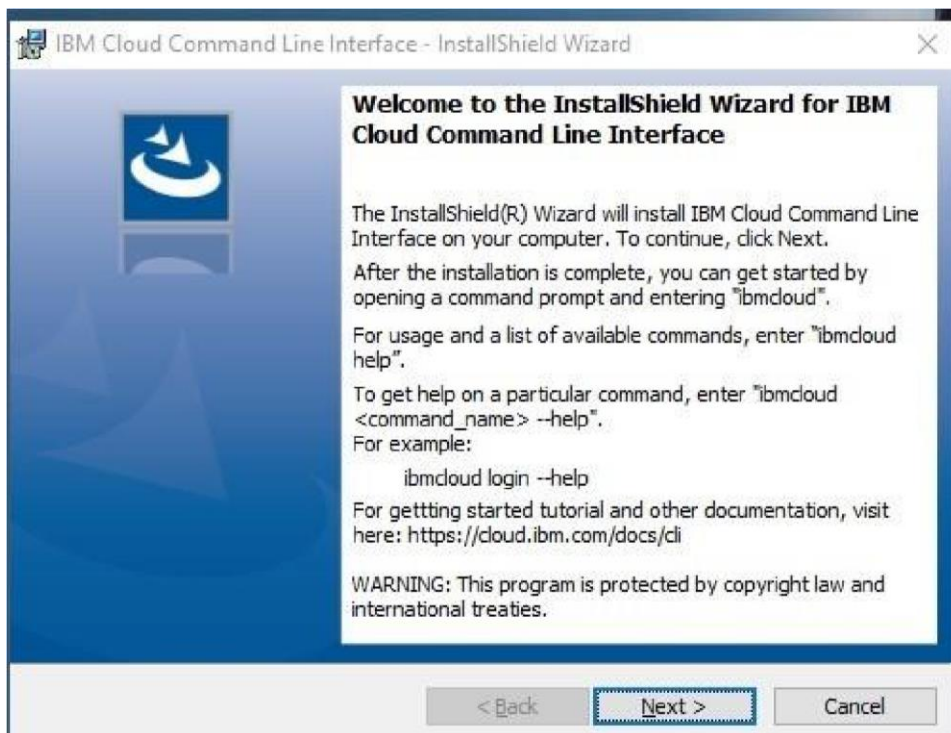 IBM Cloud Command Line Interface - InstallShield Wizard
Welcome to the InstallShield Wizard for IBM
Cloud Command Line Interface
The InstallShield(R) Wizard will install IBM Cloud Command Line
Interface on your computer. To continue, click Next.
After the installation is complete, you can get started by
opening a command prompt and entering "ibmcloud".
For usage and a list of available commands, enter "ibmcloud
help”.
To get help on a particular command, enter "ibmcloud
<command_name> --help".
For example:
ibmcloud login --help
For gettting started tutorial and other documentation, visit
here: https://cloud.ibm.com/docs/cli
WARNING: This program is protected by copyright law and
international treaties.
< Back
Next >
Cancel